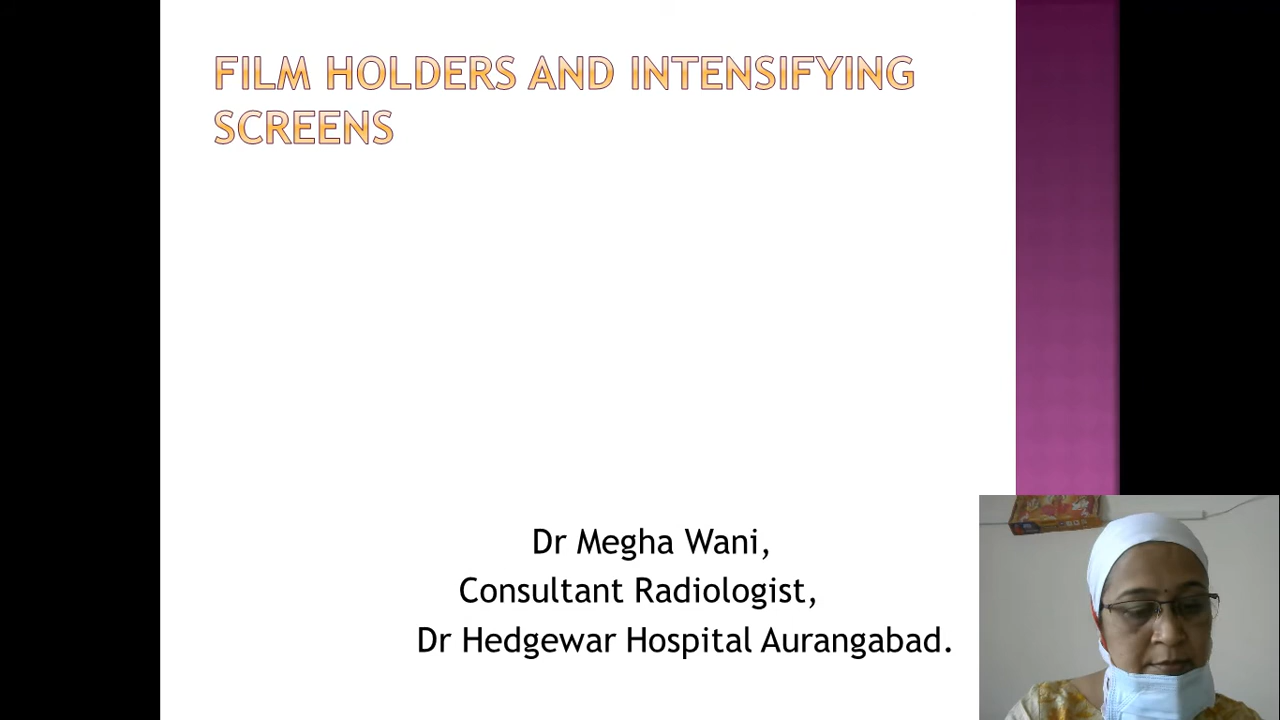 FILM HOLDERS AND INTENSIFYING
SCREENS
Dr Megha Wani,
Consultant Radiologist,
Dr Hedgewar Hospital Aurangabad.